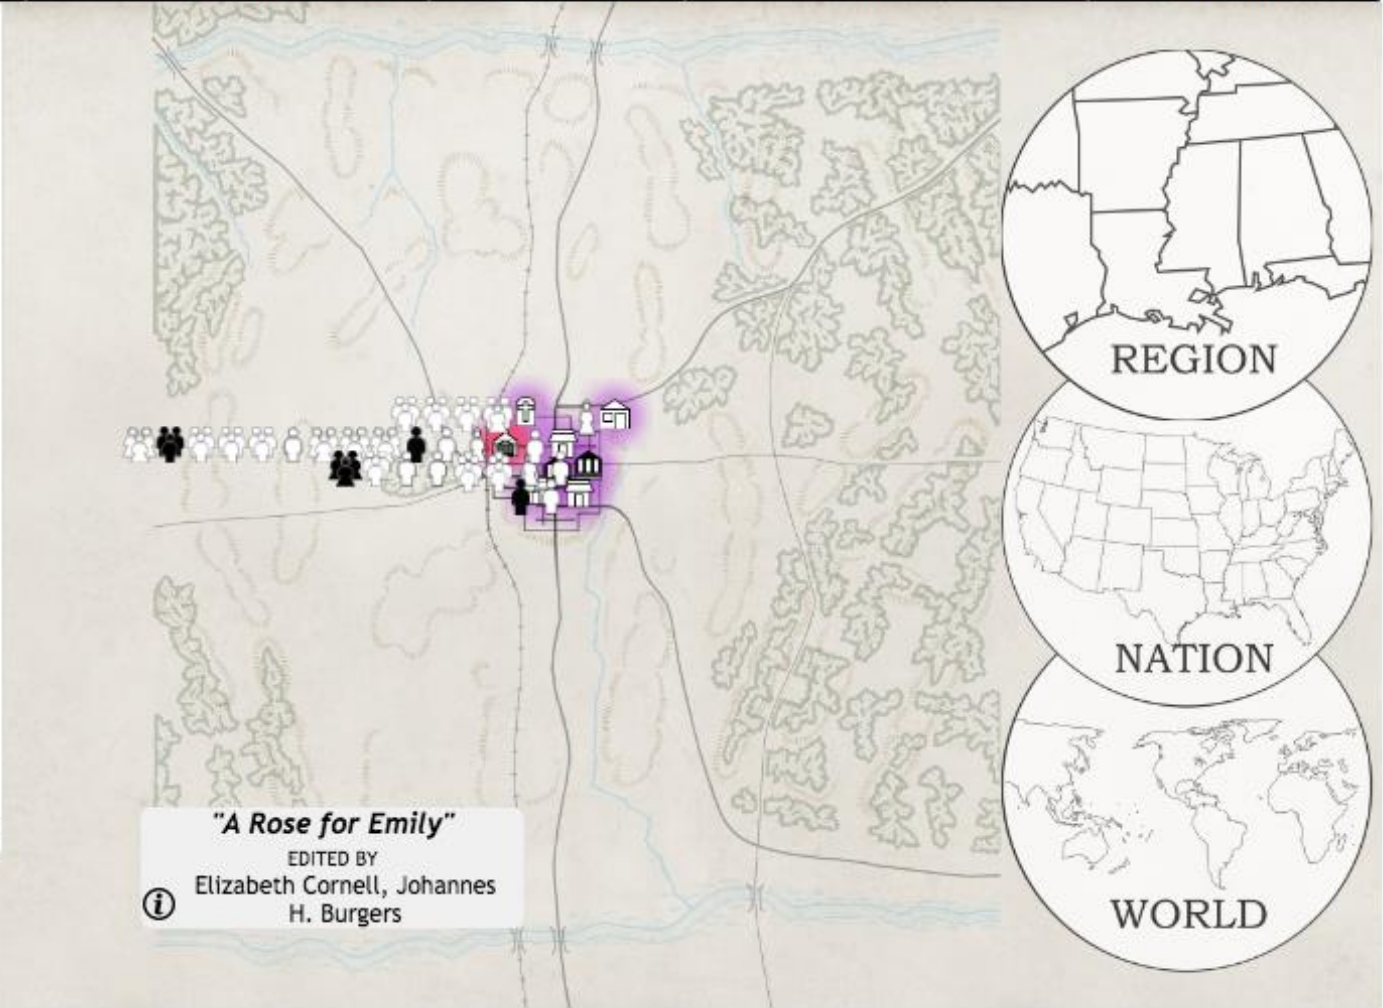 REGION
NATION
WORLD
"A Rose for Emily"
EDITED BY
Elizabeth Cornell, Johannes
H. Burgers